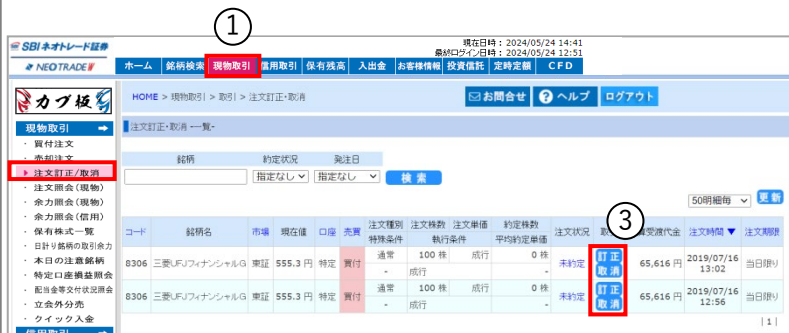 ①
現在日時：2024/05/24 14:41
最終ログイン日時：2024/05/24 12:51
SBI ネオトレード証券
NEOTRADE W
ホーム 銘柄検索 現物取引 信用取引 保有残高 入出金 お客様情報 投資信託 定時定額 CFD
カブ板
HOME > 現物取引 > 取引 > 注文訂正・取消
お問合せ ヘルプ ログアウト
現物取引
注文訂正・取消 -一覧-
・買付注文
・売却注文
注文訂正/取消
・注文照会(現物)
・余力照会(現物)
・余力照会(信用)
・保有株式一覧
・日計り銘柄の取引余力
・本日の注意銘柄
・特定口座損益照会
・配当金等交付状況照会
・立会外分売
・クイック入金
信用取引
銘柄 約定状況 発注日
指定なし 指定なし 検索
50明細毎 更新
③
コード 銘柄名 市場 現在値 口座 売買 注文種別 注文株数 注文単価 約定株数 注文状況 受渡代金 注文時間▼ 注文期限
特殊条件 執行条件 平均約定単価
8306 三菱UFJフィナンシャルG 東証 555.3 円 特定 買付 通常 100 株 成行 0 株 未約定 訂正 取消 65,616 円 2019/07/16 13:02 当日限り
- 成行 -
8306 三菱UFJフィナンシャルG 東証 555.3 円 特定 買付 通常 100 株 成行 0 株 未約定 訂正 取消 65,616 円 2019/07/16 12:56 当日限り
- 成行 -
|1|